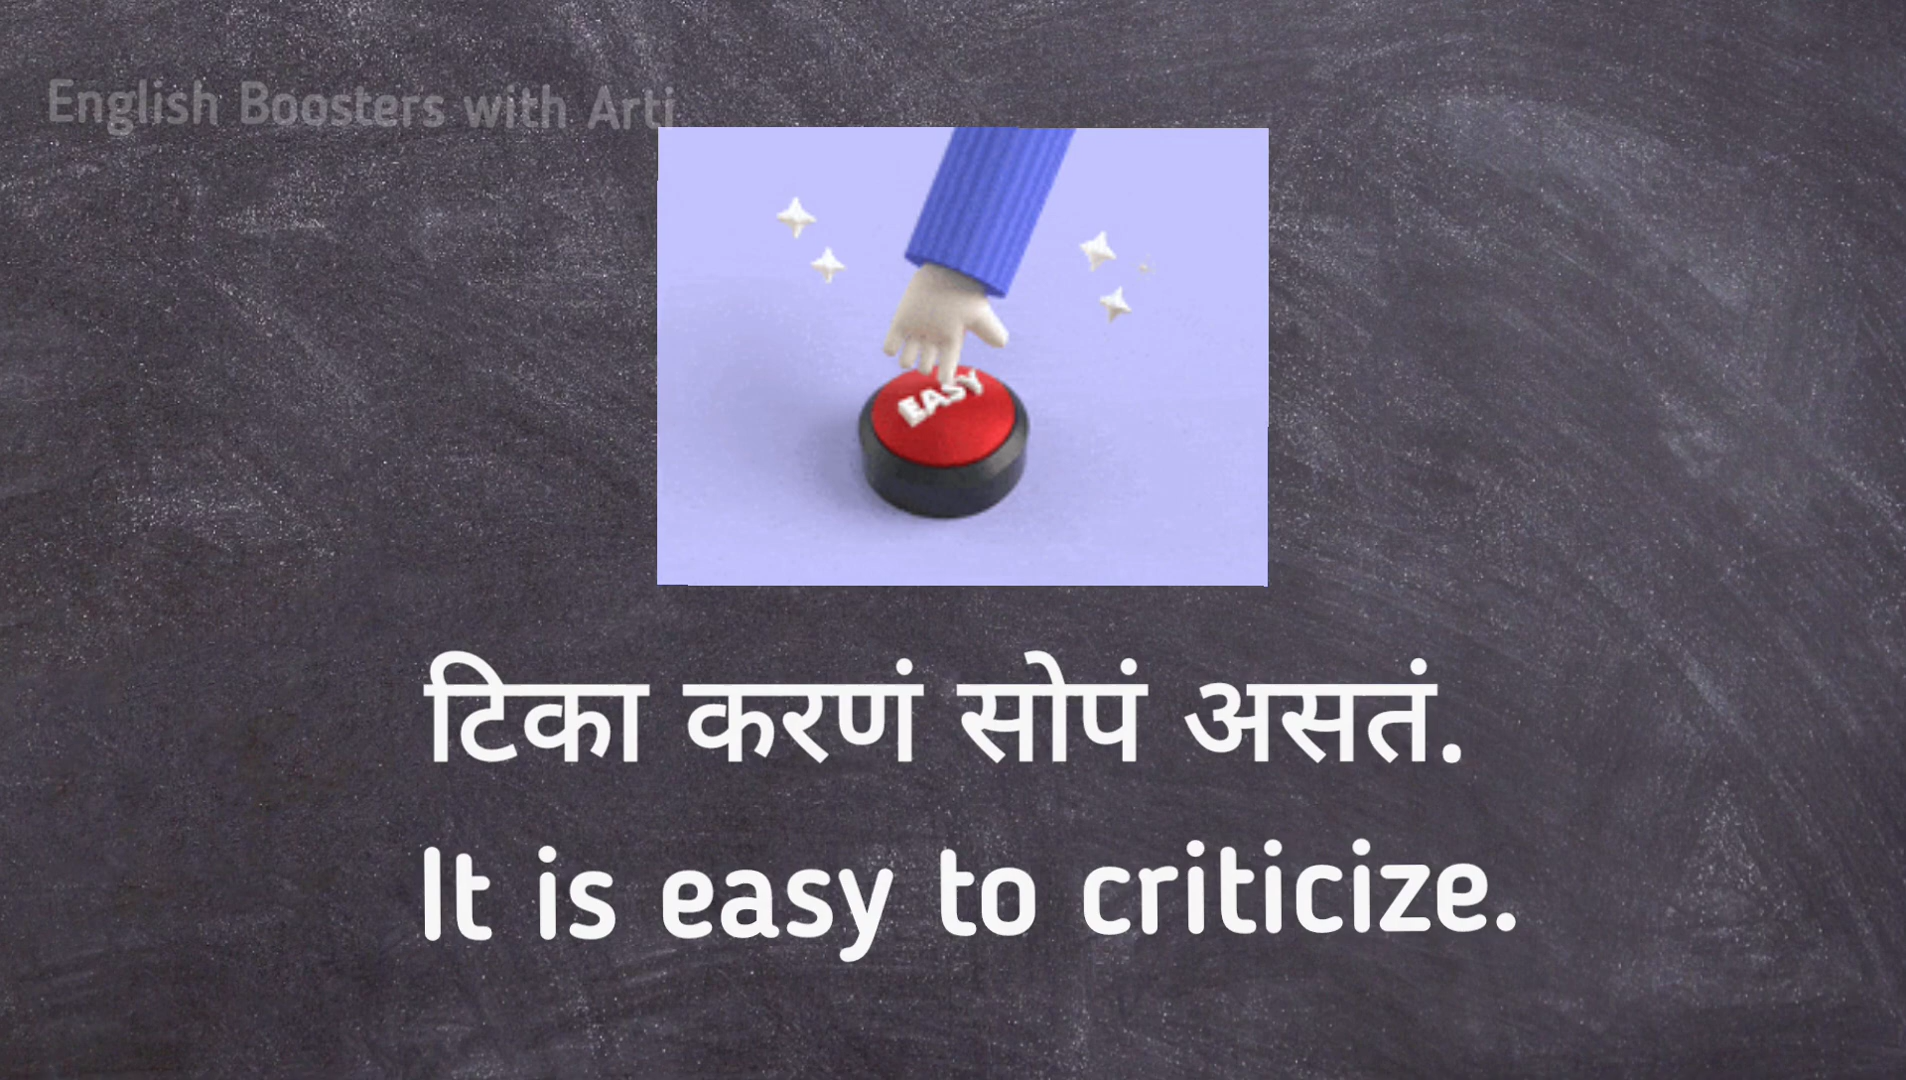 English Boosters with Arti
EASY
टिका करणं सोपं असतं.
It is easy to criticize.